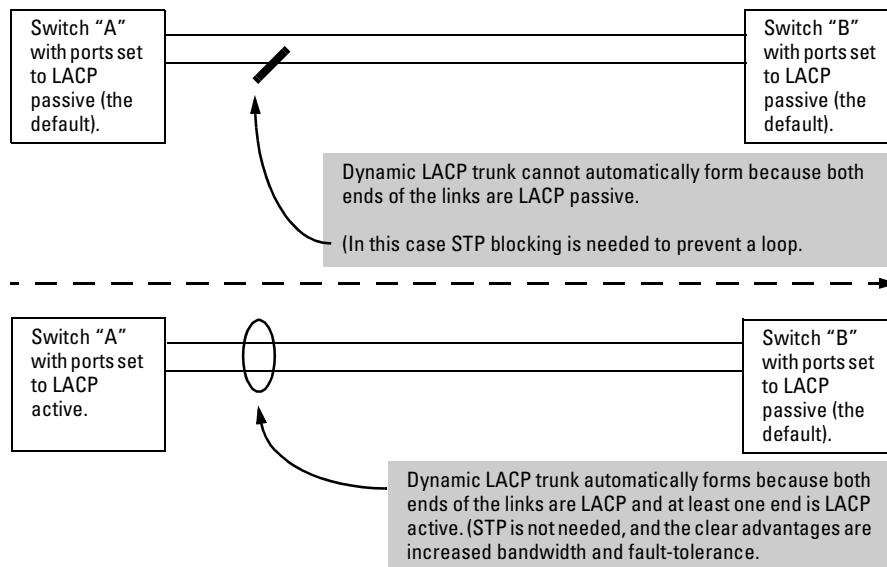 Switch “A”
with ports set
to LACP
passive (the
default).
Switch “B”
with ports set
to LACP
passive (the
default).
Dynamic LACP trunk cannot automatically form because both
ends of the links are LACP passive.
(In this case STP blocking is needed to prevent a loop.
Switch “A”
with ports set
to LACP
active.
Switch “B”
with ports set
to LACP
passive (the
default).
Dynamic LACP trunk automatically forms because both
ends of the links are LACP and at least one end is LACP
active. (STP is not needed, and the clear advantages are
increased bandwidth and fault-tolerance.